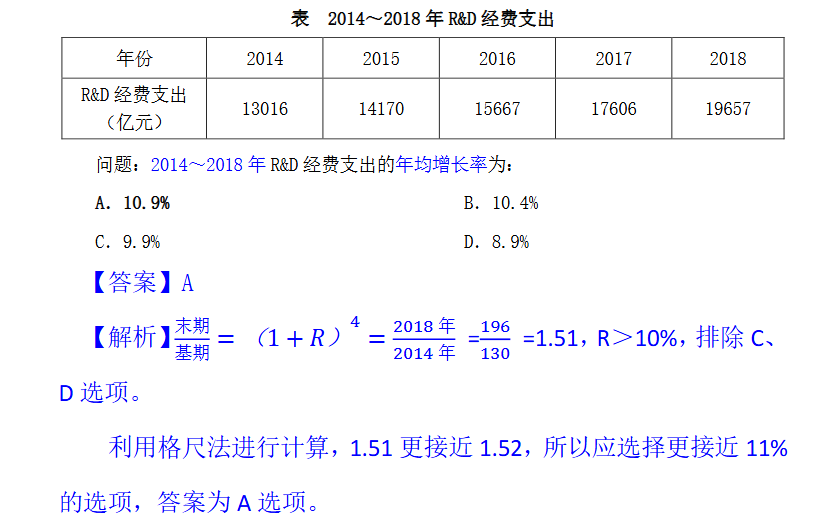 表 2014～2018 年 R&D 经费支出
年份 2014 2015 2016 2017 2018
R&D 经费支出
（亿元） 13016 14170 15667 17606 19657
问题：2014～2018 年 R&D 经费支出的年均增长率为：
A. 10.9% B. 10.4%
C. 9.9% D. 8.9%
【答案】A
【解析】末期/基期 = （1 + R）^4 = 2018 年/2014 年 = 196/130 =1.51，R＞10%，排除 C、
D 选项。
利用格尺法进行计算，1.51 更接近 1.52，所以应选择更接近 11%
的选项，答案为 A 选项。